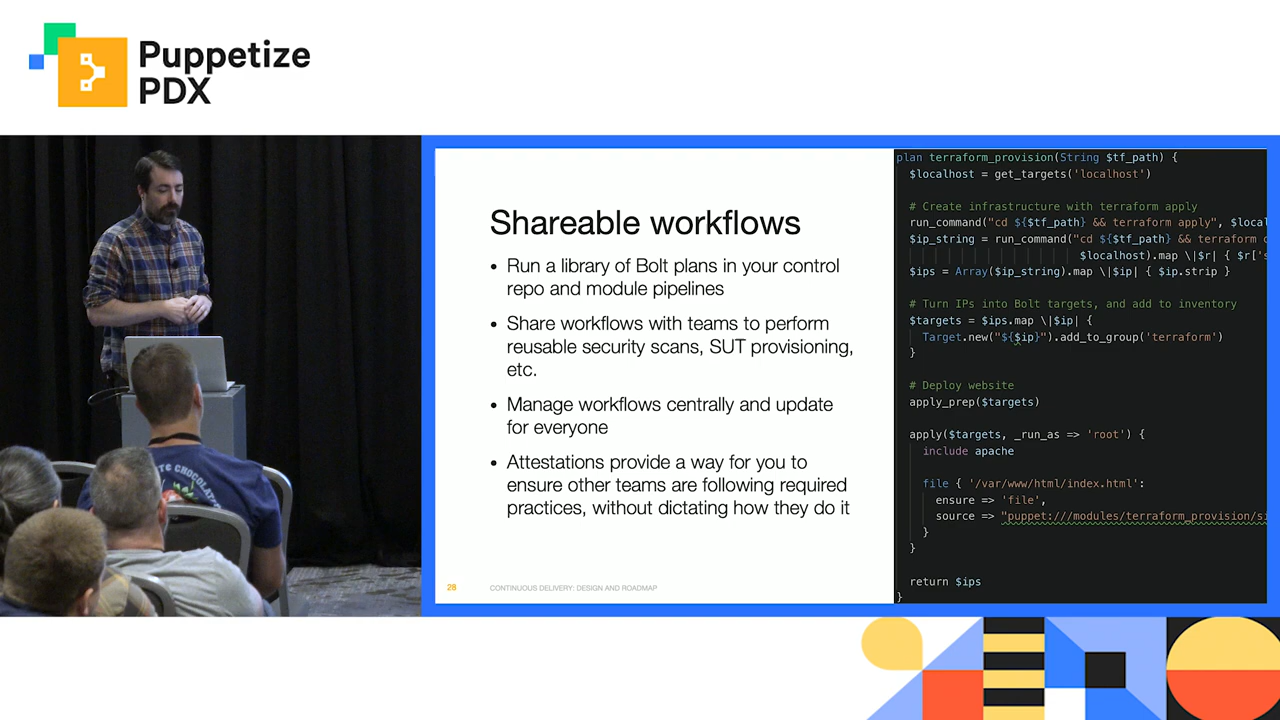 Puppetize
PDX
Shareable workflows
• Run a library of Bolt plans in your control
repo and module pipelines
• Share workflows with teams to perform
reusable security scans, SUT provisioning,
etc.
• Manage workflows centrally and update
for everyone
• Attestations provide a way for you to
ensure other teams are following required
practices, without dictating how they do it
28
CONTINUOUS DELIVERY: DESIGN AND ROADMAP
plan terraform_provision(String $tf_path) {
$localhost = get_targets('localhost')
# Create infrastructure with terraform apply
run_command("cd ${$tf_path} && terraform apply", $local
$ip_string = run_command("cd ${$tf_path} && terraform
$localhost).map \|$r| { $r['s
$ips = Array($ip_string).map \|$ip| { $ip.strip }
# Turn IPs into Bolt targets, and add to inventory
$targets = $ips.map \|$ip| {
Target.new("${$ip}").add_to_group('terraform')
}
# Deploy website
apply_prep($targets)
apply($targets, _run_as => 'root') {
include apache
file { '/var/www/html/index.html':
ensure => 'file',
source => "puppet:///modules/terraform_provision/si
}
}
return $ips
}
CHOCOLAT